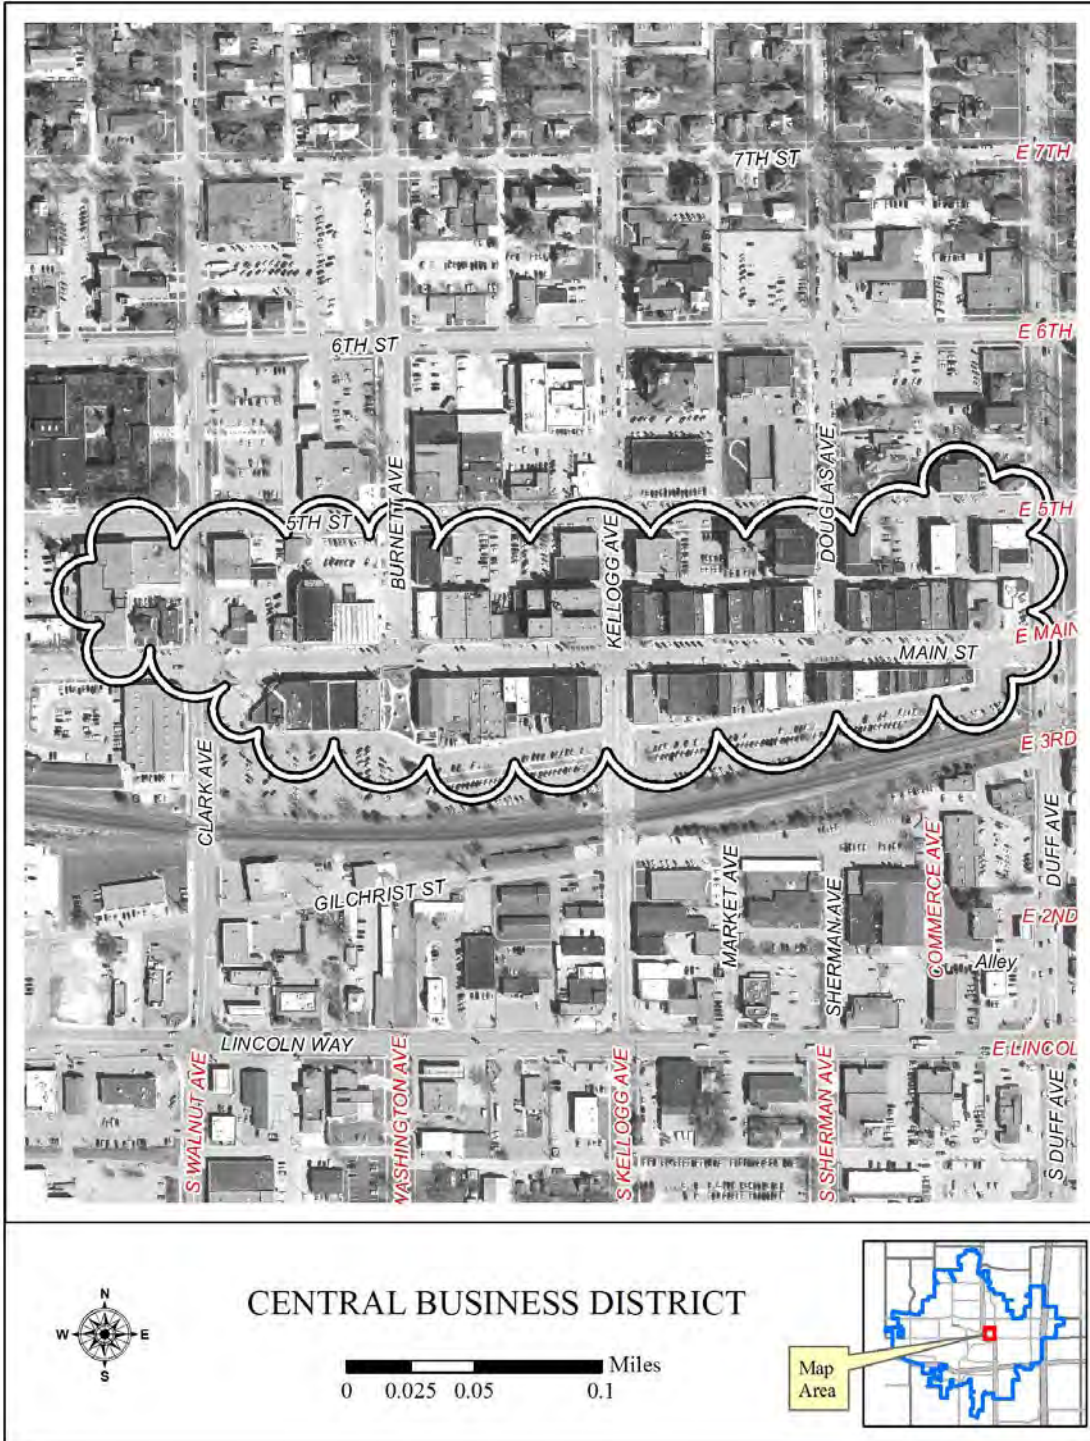 7TH ST
E 7TH
6TH ST
E 6TH
BURNETT AVE
DOUGLAS AVE
5TH ST
E 5TH
KELLOGG AVE
MAIN ST
E MAIN
E 3RD
CLARK AVE
GILCHRIST ST
MARKET AVE
SHERMAN AVE
COMMERCE AVE
DUFF AVE
E 2ND
Alley
LINCOLN WAY
E LINCOL
S WALNUT AVE
WASHINGTON AVE
S KELLOGG AVE
S SHERMAN AVE
S DUFF AVE
N
W E
S
CENTRAL BUSINESS DISTRICT
Miles
0 0.025 0.05 0.1
Map
Area